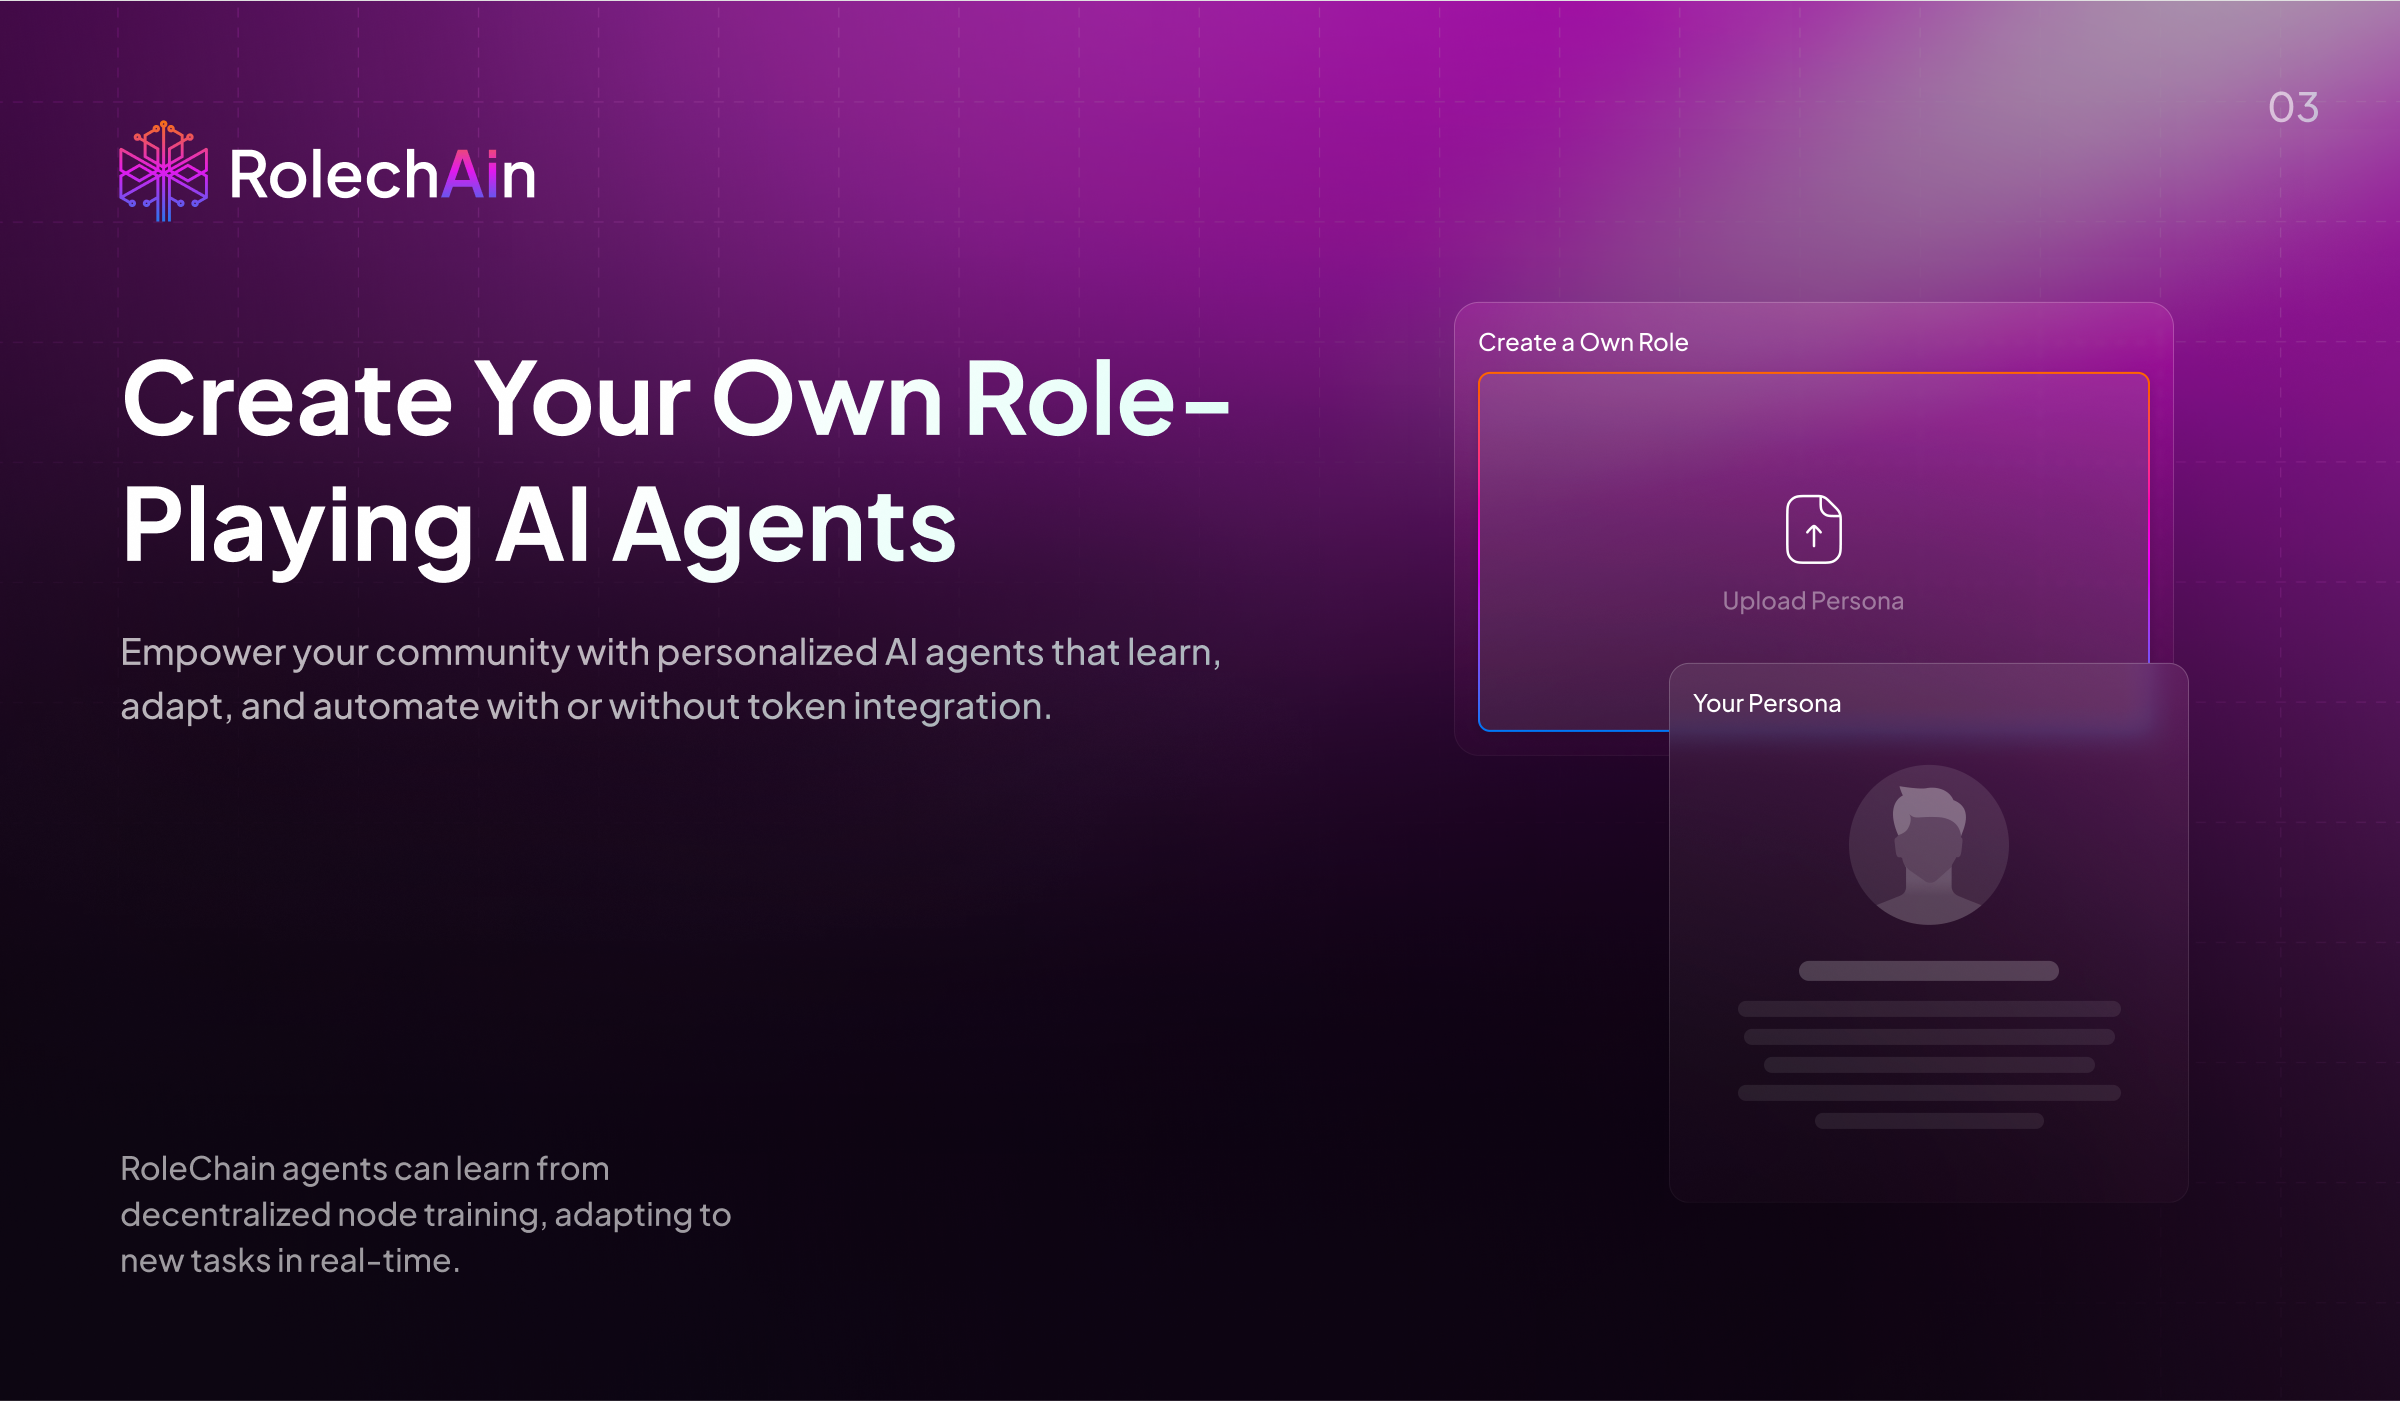 03
RolechAin
Create Your Own Role-
Playing AI Agents
Empower your community with personalized AI agents that learn,
adapt, and automate with or without token integration.
Create a Own Role
Upload Persona
Your Persona
RoleChain agents can learn from
decentralized node training, adapting to
new tasks in real-time.